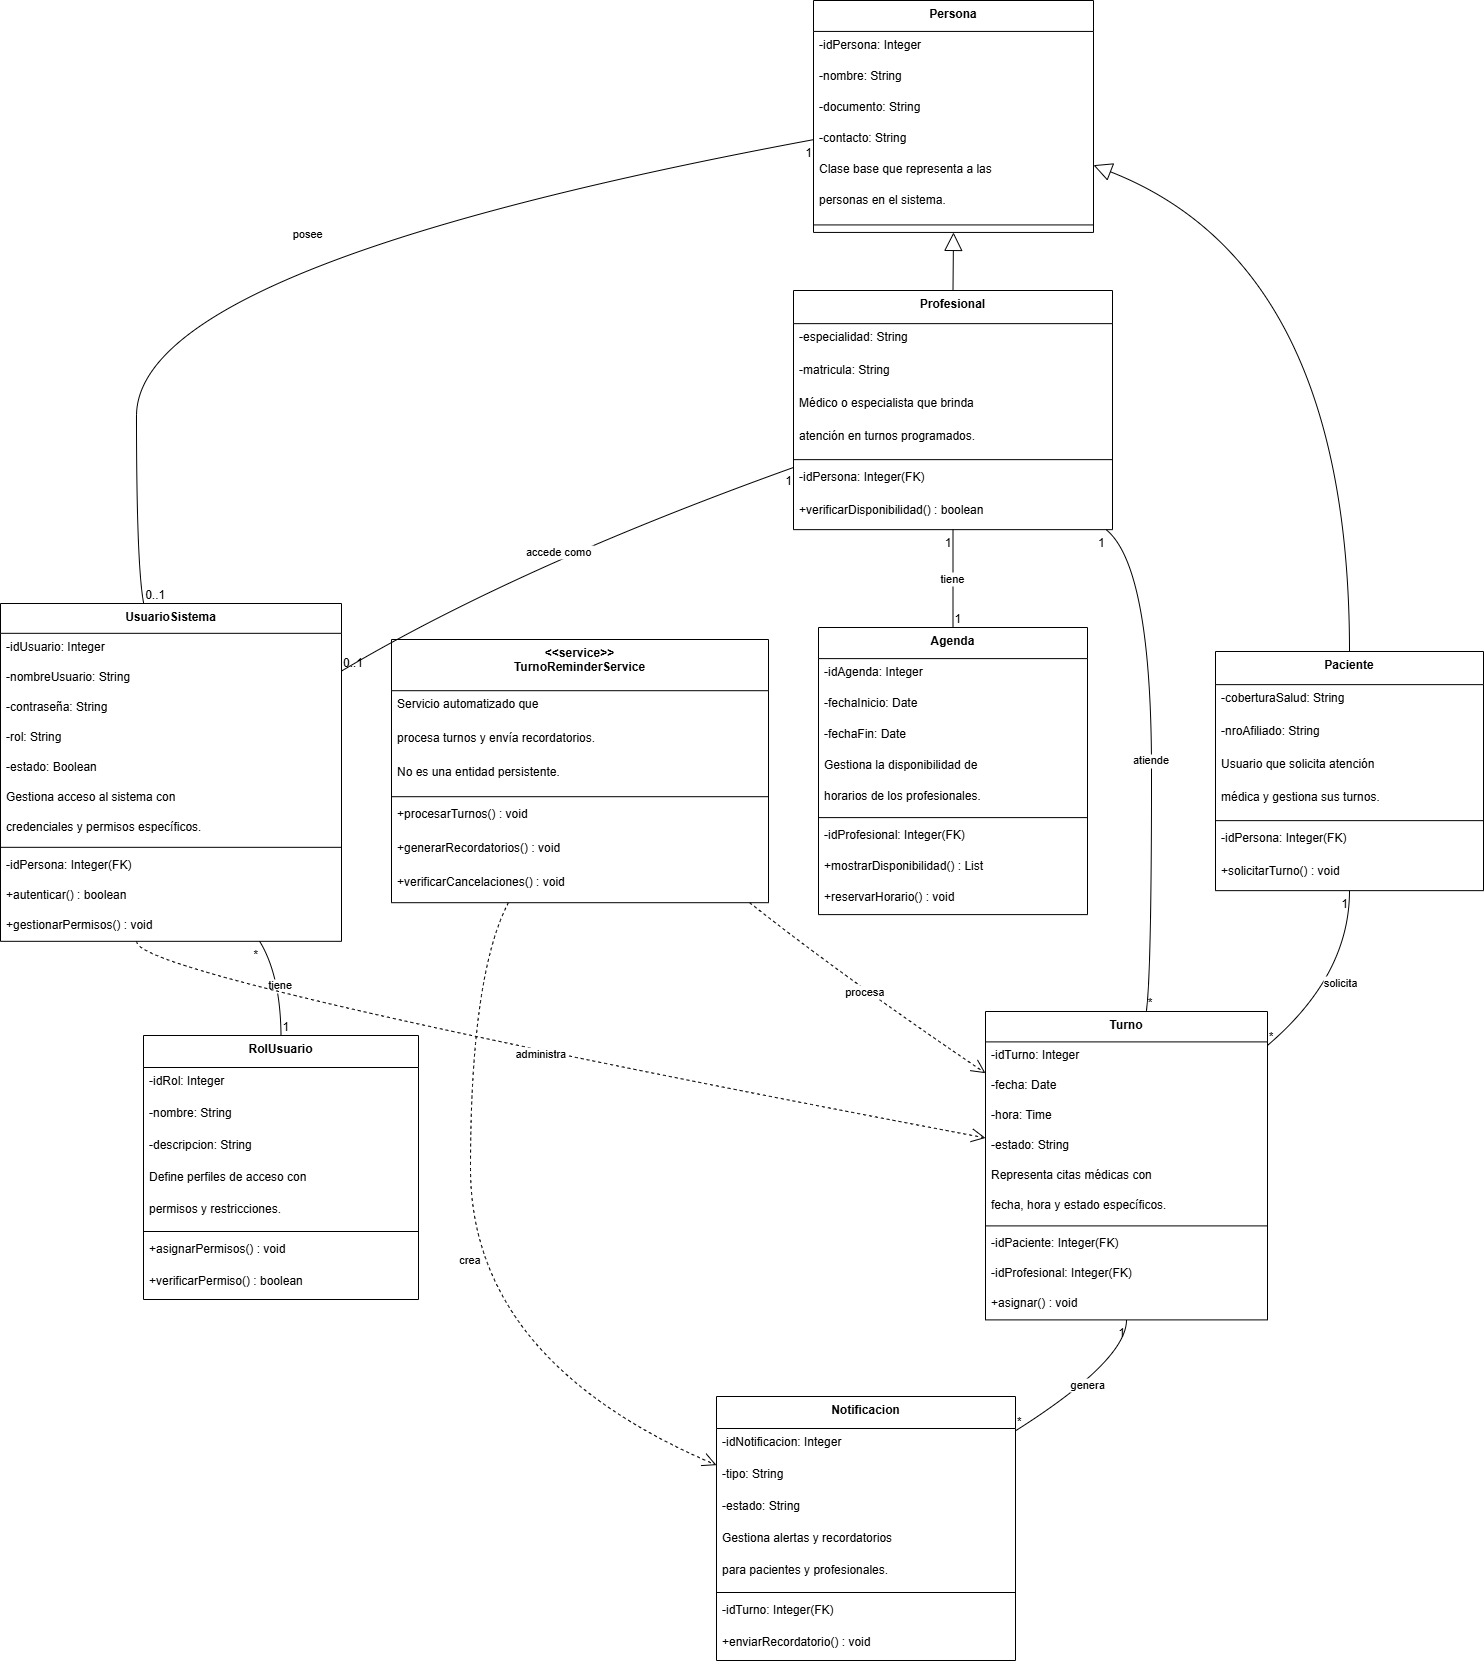 Persona
-idPersona: Integer
-nombre: String
-documento: String
-contacto: String
Clase base que representa a las
personas en el sistema.
1
posee
0..1
Profesional
-especialidad: String
-matricula: String
Médico o especialista que brinda
atención en turnos programados.
-idPersona: Integer(FK)
+verificarDisponibilidad() : boolean
1
accede como
0..1
1
tiene
1
1
atiende
*
UsuarioSistema
-idUsuario: Integer
-nombreUsuario: String
-contraseña: String
-rol: String
-estado: Boolean
Gestiona acceso al sistema con
credenciales y permisos específicos.
-idPersona: Integer(FK)
+autenticar() : boolean
+gestionarPermisos() : void
<<service>>
TurnoReminderService
Servicio automatizado que
procesa turnos y envía recordatorios.
No es una entidad persistente.
+procesarTurnos() : void
+generarRecordatorios() : void
+verificarCancelaciones() : void
Agenda
-idAgenda: Integer
-fechaInicio: Date
-fechaFin: Date
Gestiona la disponibilidad de
horarios de los profesionales.
-idProfesional: Integer(FK)
+mostrarDisponibilidad() : List
+reservarHorario() : void
Paciente
-coberturaSalud: String
-nroAfiliado: String
Usuario que solicita atención
médica y gestiona sus turnos.
-idPersona: Integer(FK)
+solicitarTurno() : void
1
solicita
*
*
tiene
1
administra
procesa
crea
RolUsuario
-idRol: Integer
-nombre: String
-descripcion: String
Define perfiles de acceso con
permisos y restricciones.
+asignarPermisos() : void
+verificarPermiso() : boolean
Turno
-idTurno: Integer
-fecha: Date
-hora: Time
-estado: String
Representa citas médicas con
fecha, hora y estado específicos.
-idPaciente: Integer(FK)
-idProfesional: Integer(FK)
+asignar() : void
1
genera
*
Notificacion
-idNotificacion: Integer
-tipo: String
-estado: String
Gestiona alertas y recordatorios
para pacientes y profesionales.
-idTurno: Integer(FK)
+enviarRecordatorio() : void